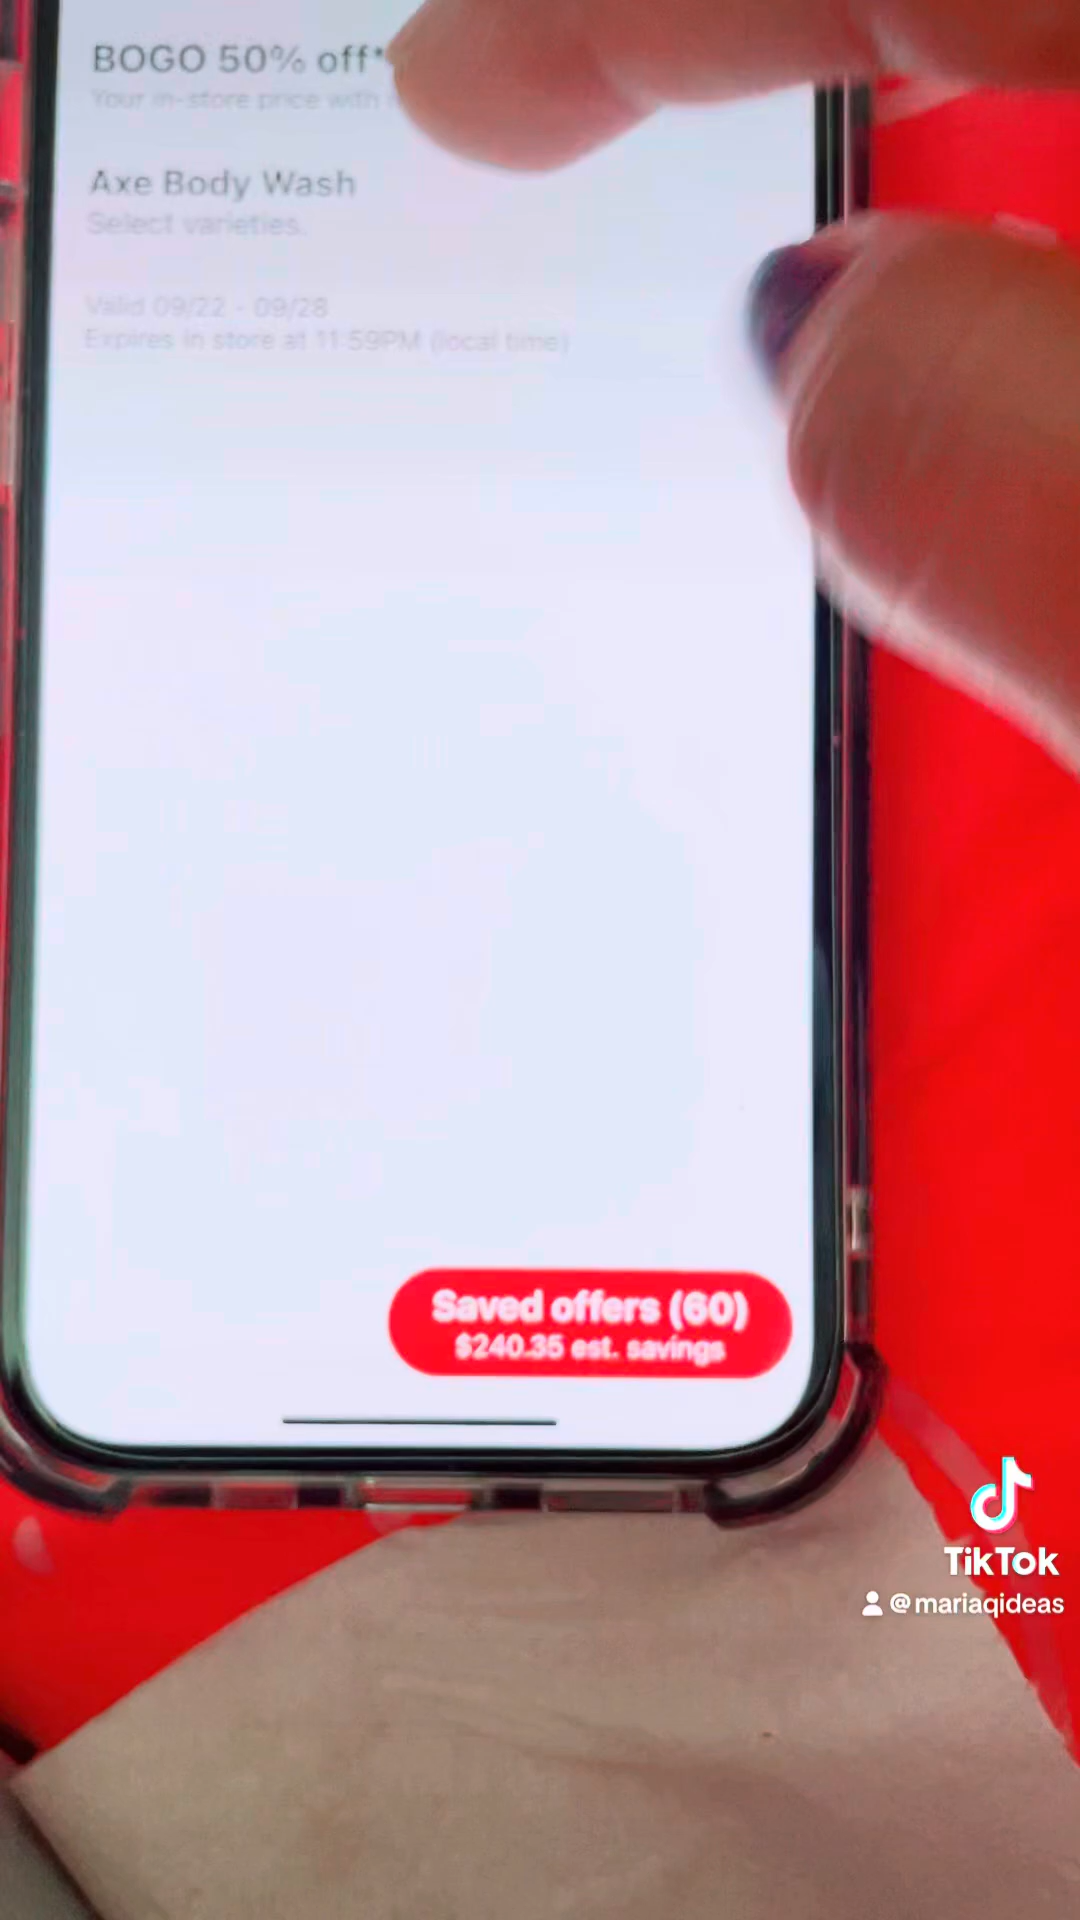 BOGO 50% off*
Your in-store price with
Axe Body Wash
Select varieties.
Valid 09/22 - 09/28
Expires in store at 11:59PM (local time)
Saved offers (60)
$240.35 est. savings
TikTok
@mariaqideas